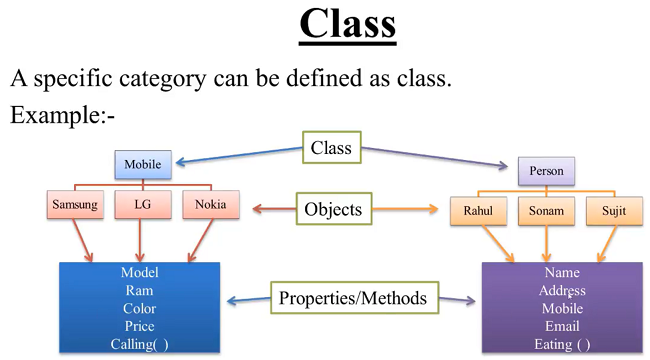 Class
A specific category can be defined as class.
Example:-
Class
Mobile
Person
Samsung
LG
Nokia
Objects
Rahul
Sonam
Sujit
Model
Ram
Color
Price
Calling( )
Properties/Methods
Name
Address
Mobile
Email
Eating ( )